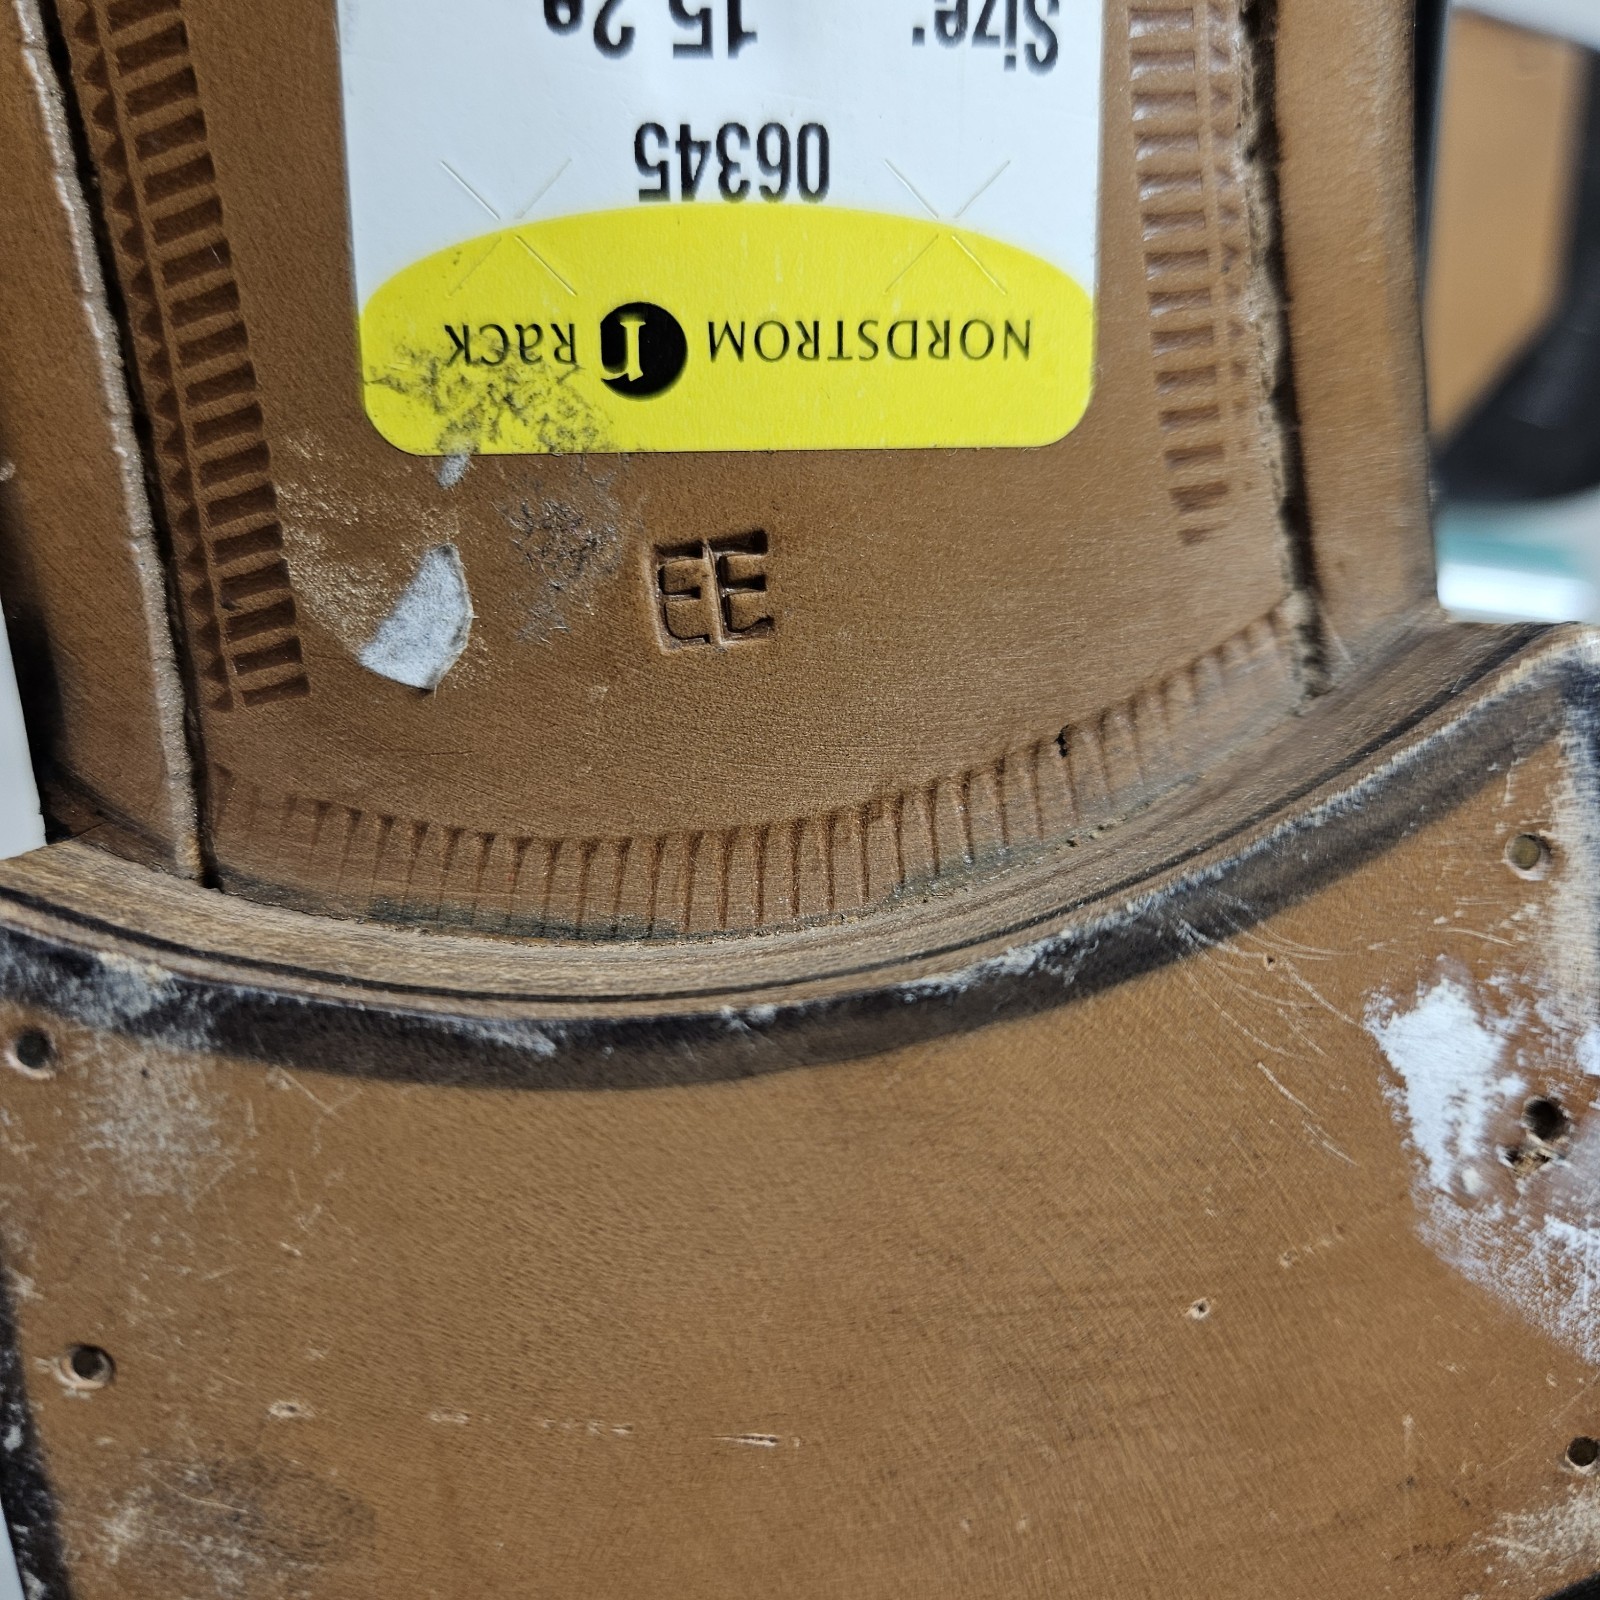 EE
NORDSTROM n rack
06345
Size: 15 2e